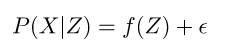 P(X|Z) = f(Z) + ϵ